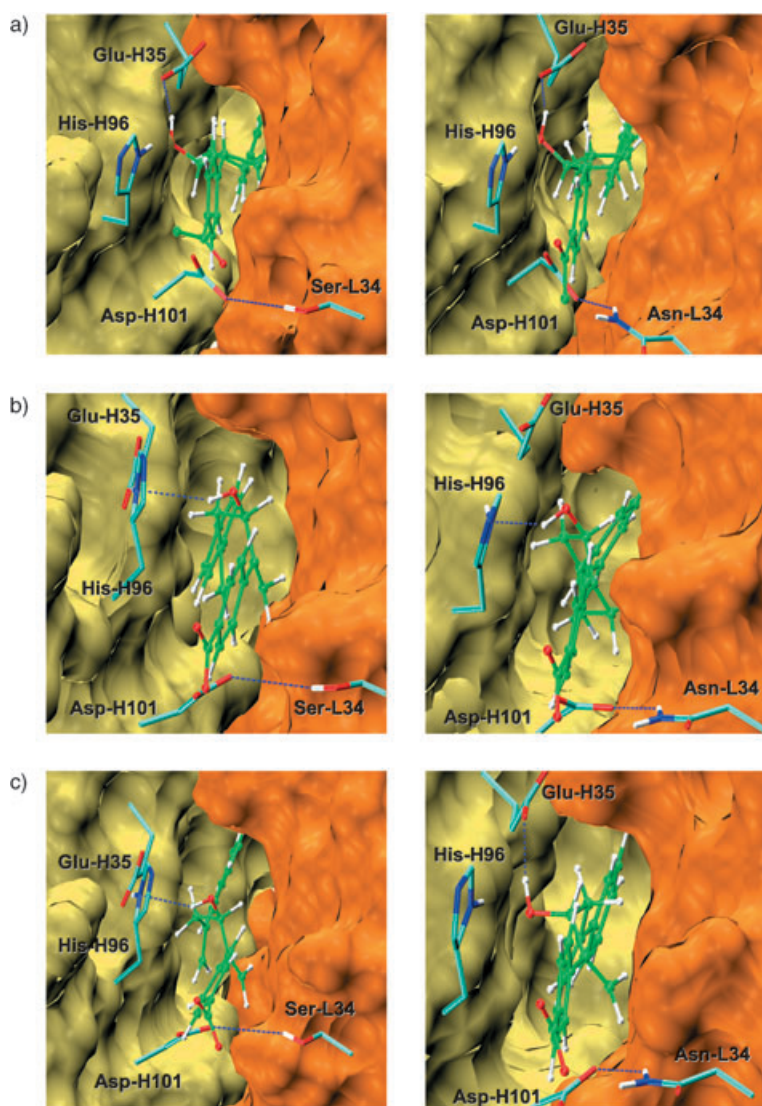 a)
Glu-H35
His-H96
Asp-H101
Ser-L34
Glu-H35
His-H96
Asp-H101
Asn-L34
b)
Glu-H35
His-H96
Asp-H101
Ser-L34
Glu-H35
His-H96
Asp-H101
Asn-L34
c)
Glu-H35
His-H96
Ser-L34
Asp-H101
Glu-H35
His-H96
Asn-L34
Asp-H101